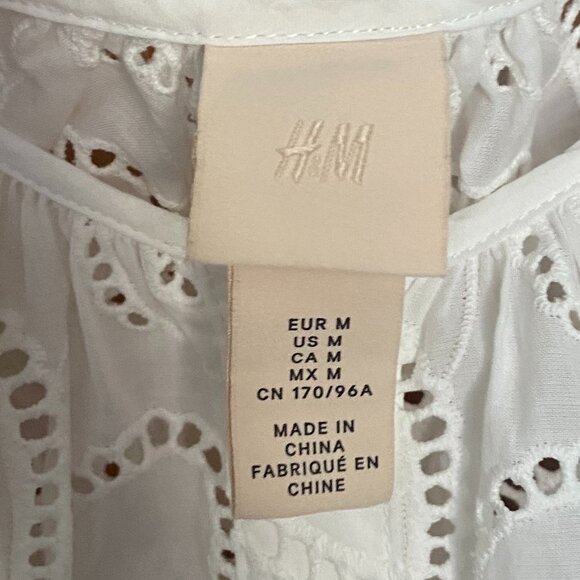 H&M
EUR M
US M
CA M
MX M
CN 170/96A
MADE IN
CHINA
FABRIQUÉ EN
CHINE